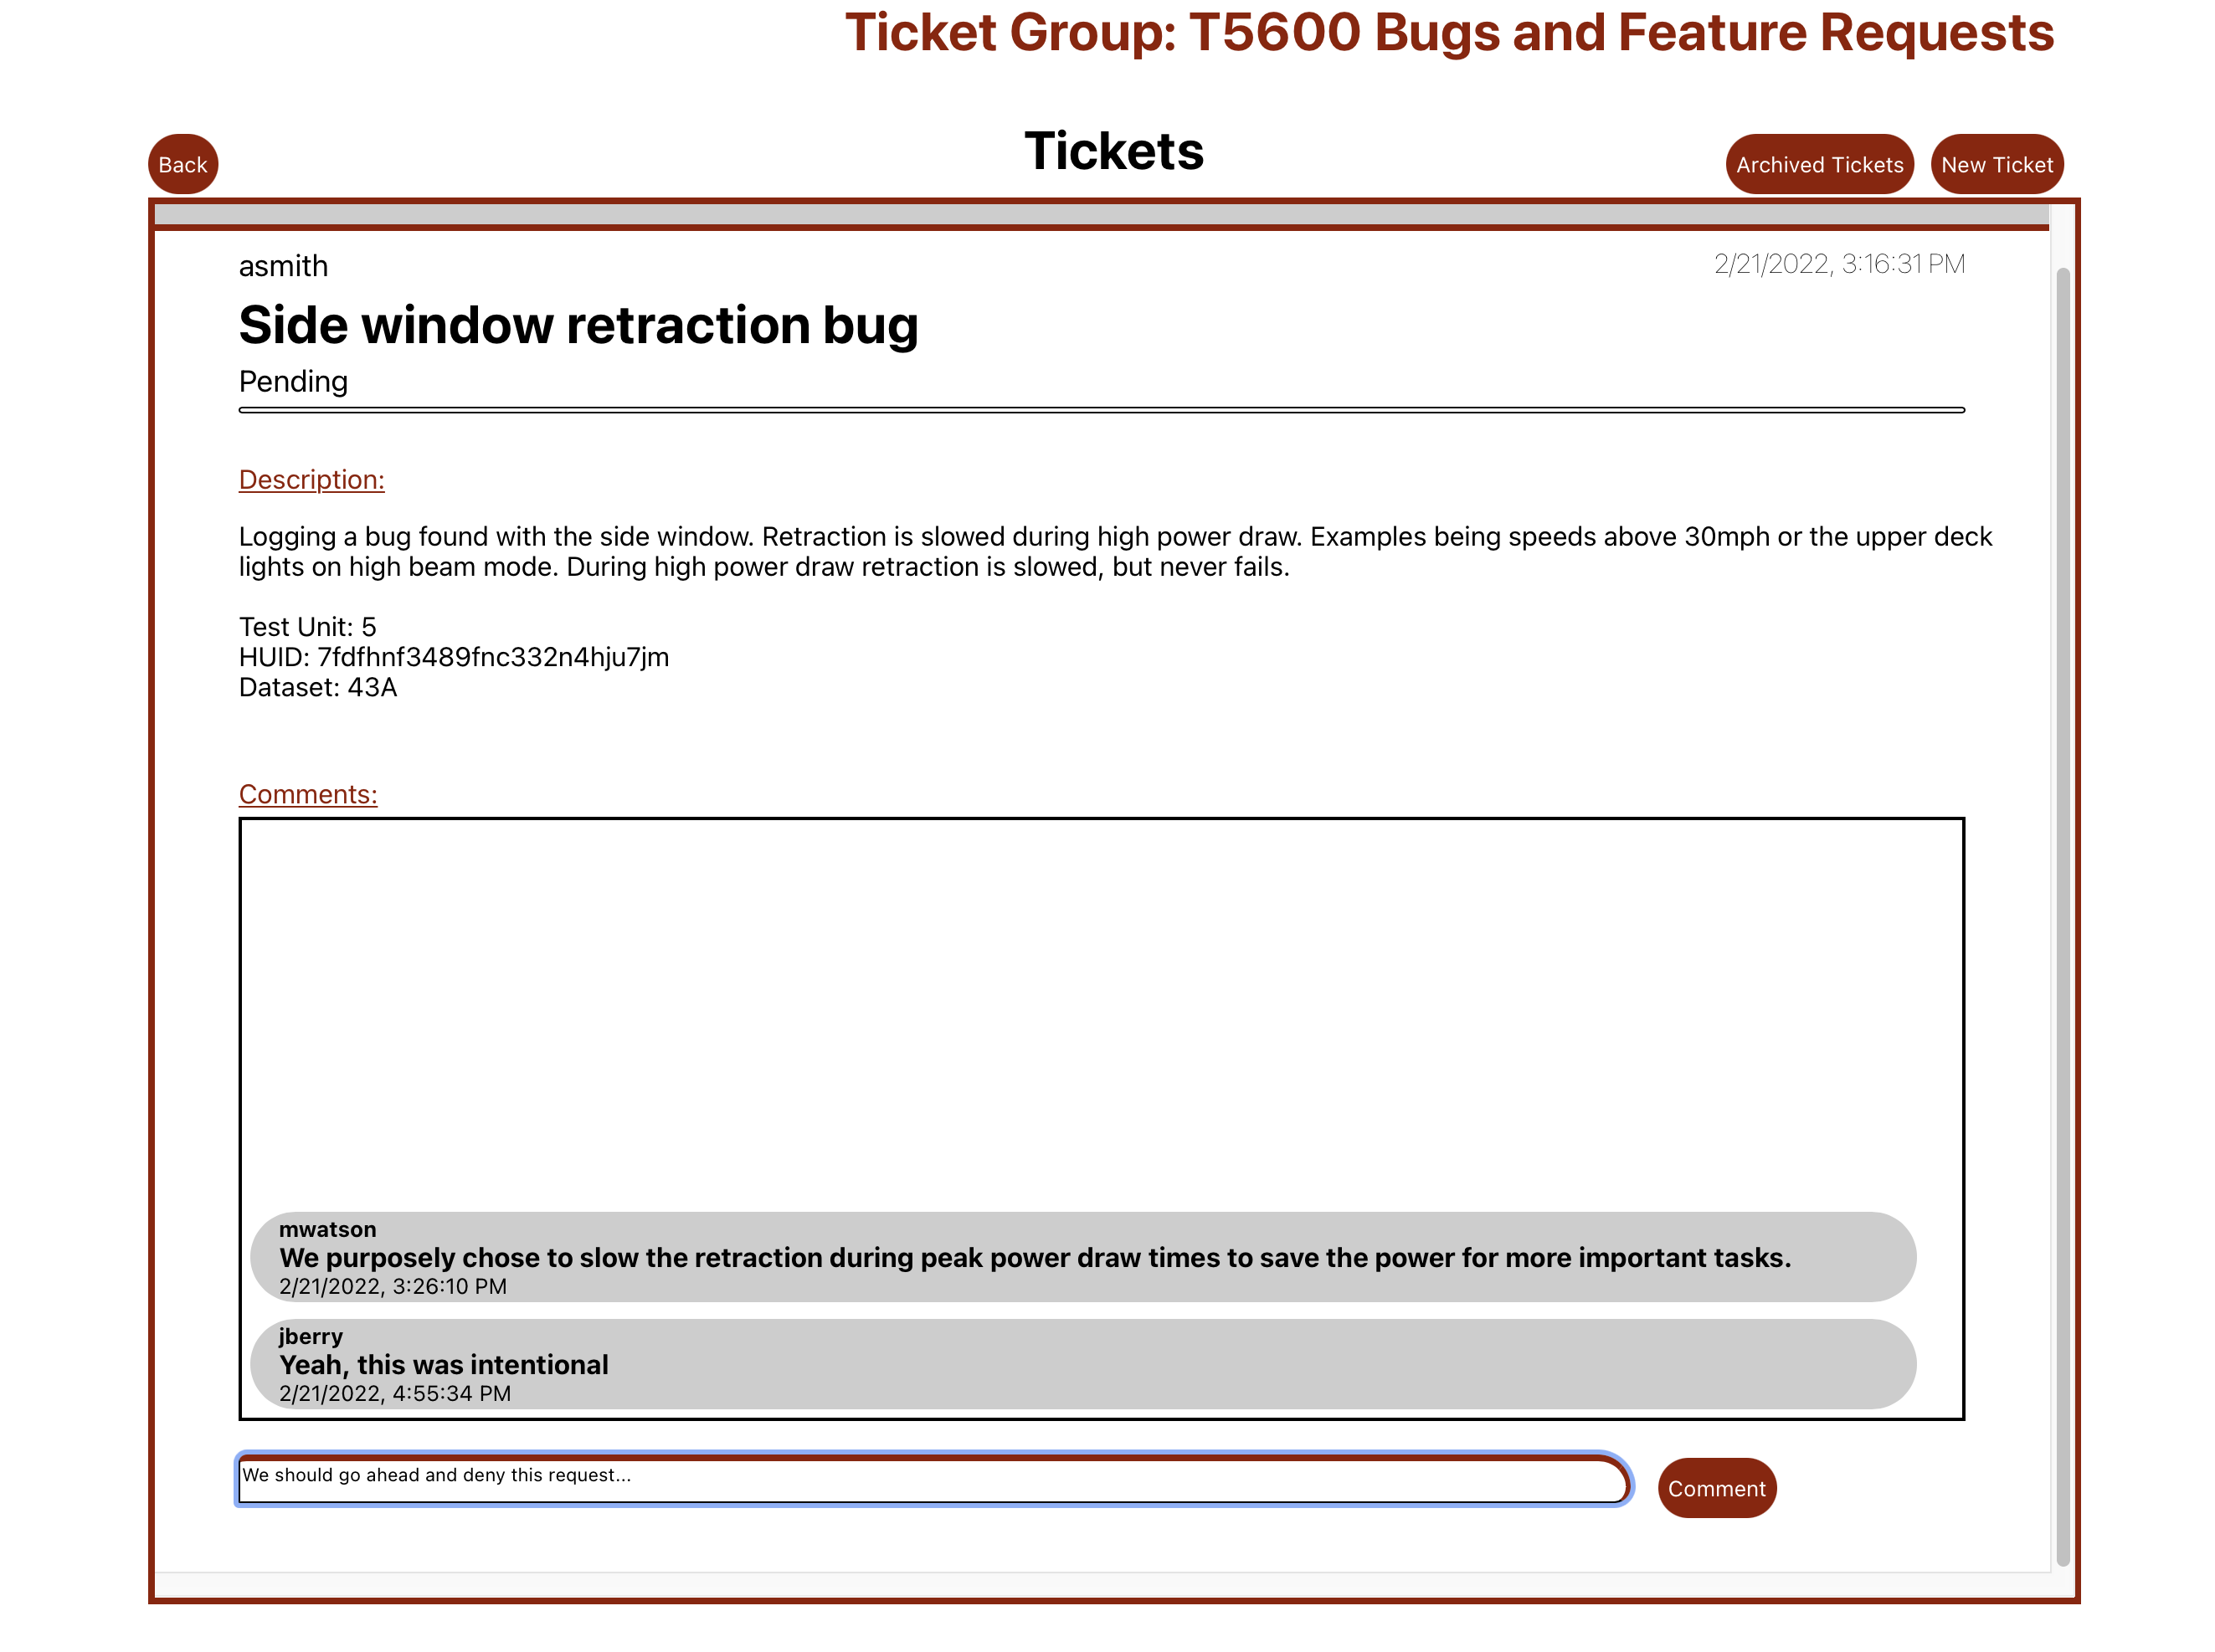 Ticket Group: T5600 Bugs and Feature Requests
Back
Tickets
Archived Tickets
New Ticket
asmith
2/21/2022, 3:16:31 PM
Side window retraction bug
Pending
Description:
Logging a bug found with the side window. Retraction is slowed during high power draw. Examples being speeds above 30mph or the upper deck
lights on high beam mode. During high power draw retraction is slowed, but never fails.
Test Unit: 5
HUID: 7fdfhnf3489fnc332n4hju7jm
Dataset: 43A
Comments:
mwatson
We purposely chose to slow the retraction during peak power draw times to save the power for more important tasks.
2/21/2022, 3:26:10 PM
jberry
Yeah, this was intentional
2/21/2022, 4:55:34 PM
We should go ahead and deny this request...
Comment